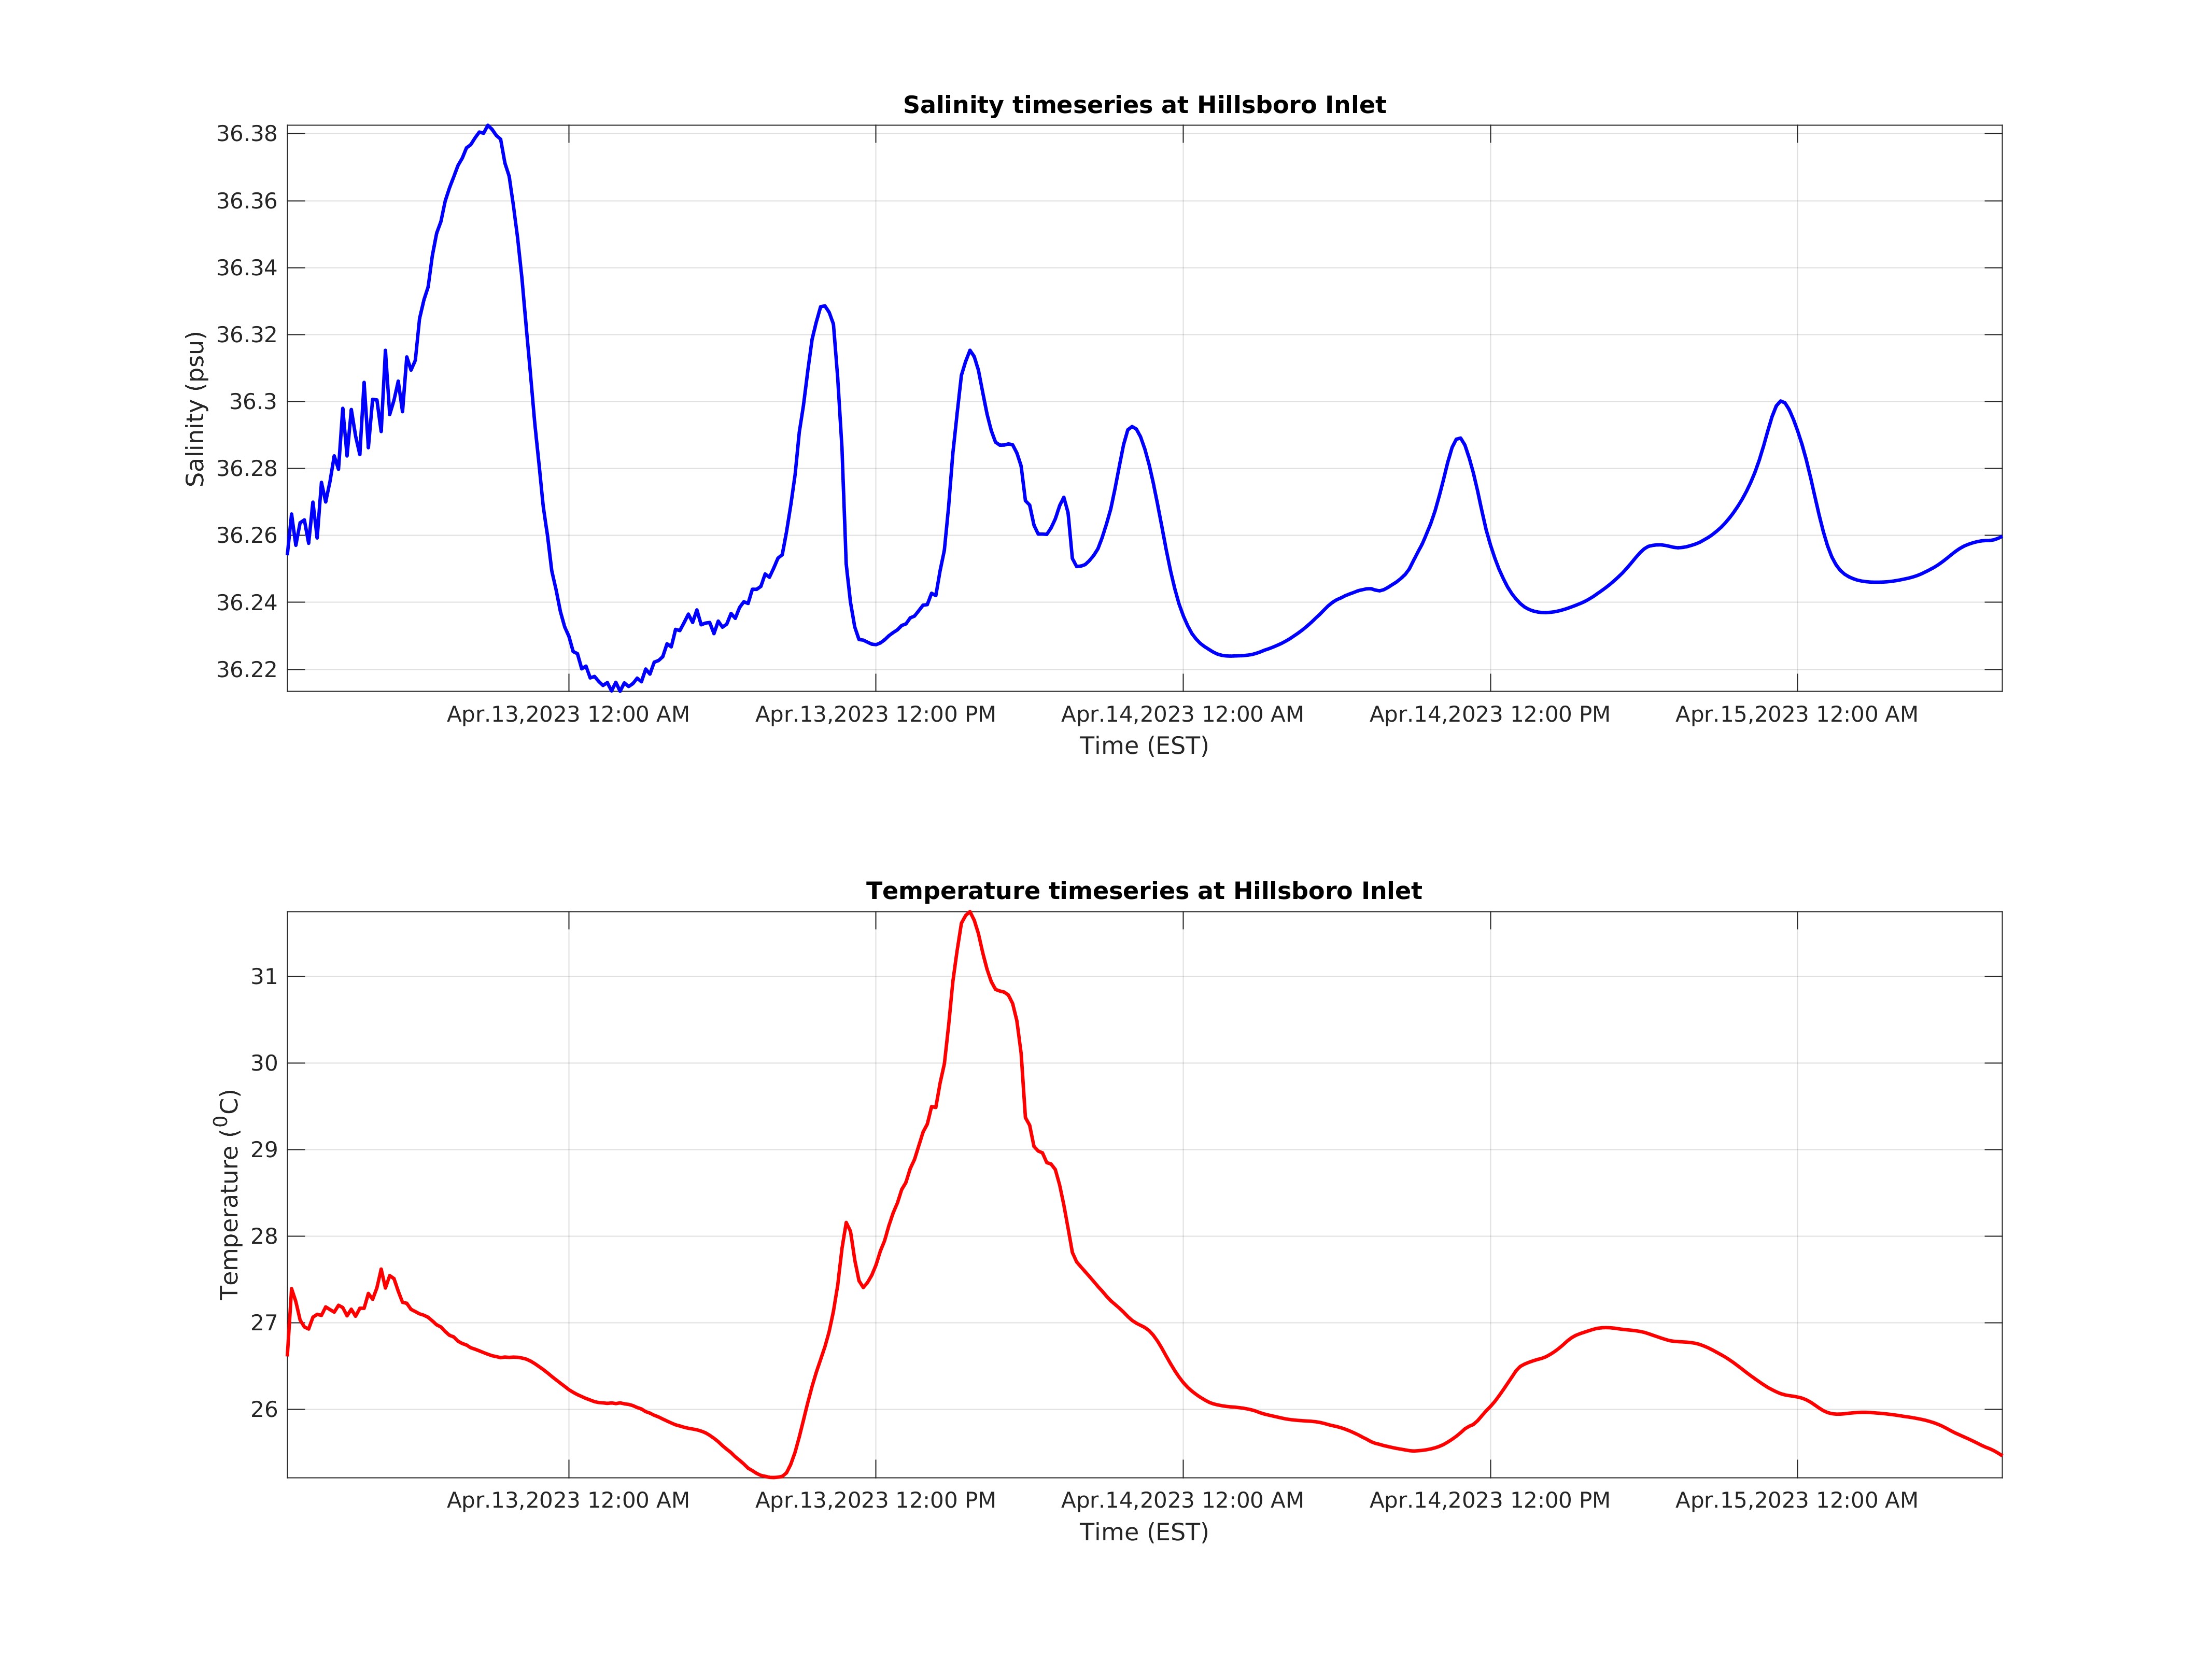 Salinity timeseries at Hillsboro Inlet
36.38
36.36
36.34
36.32
36.3
36.28
36.26
36.24
36.22
Salinity (psu)
Apr.13,2023 12:00 AM Apr.13,2023 12:00 PM Apr.14,2023 12:00 AM Apr.14,2023 12:00 PM Apr.15,2023 12:00 AM
Time (EST)
Temperature timeseries at Hillsboro Inlet
31
30
29
28
27
26
Temperature (⁰C)
Apr.13,2023 12:00 AM Apr.13,2023 12:00 PM Apr.14,2023 12:00 AM Apr.14,2023 12:00 PM Apr.15,2023 12:00 AM
Time (EST)